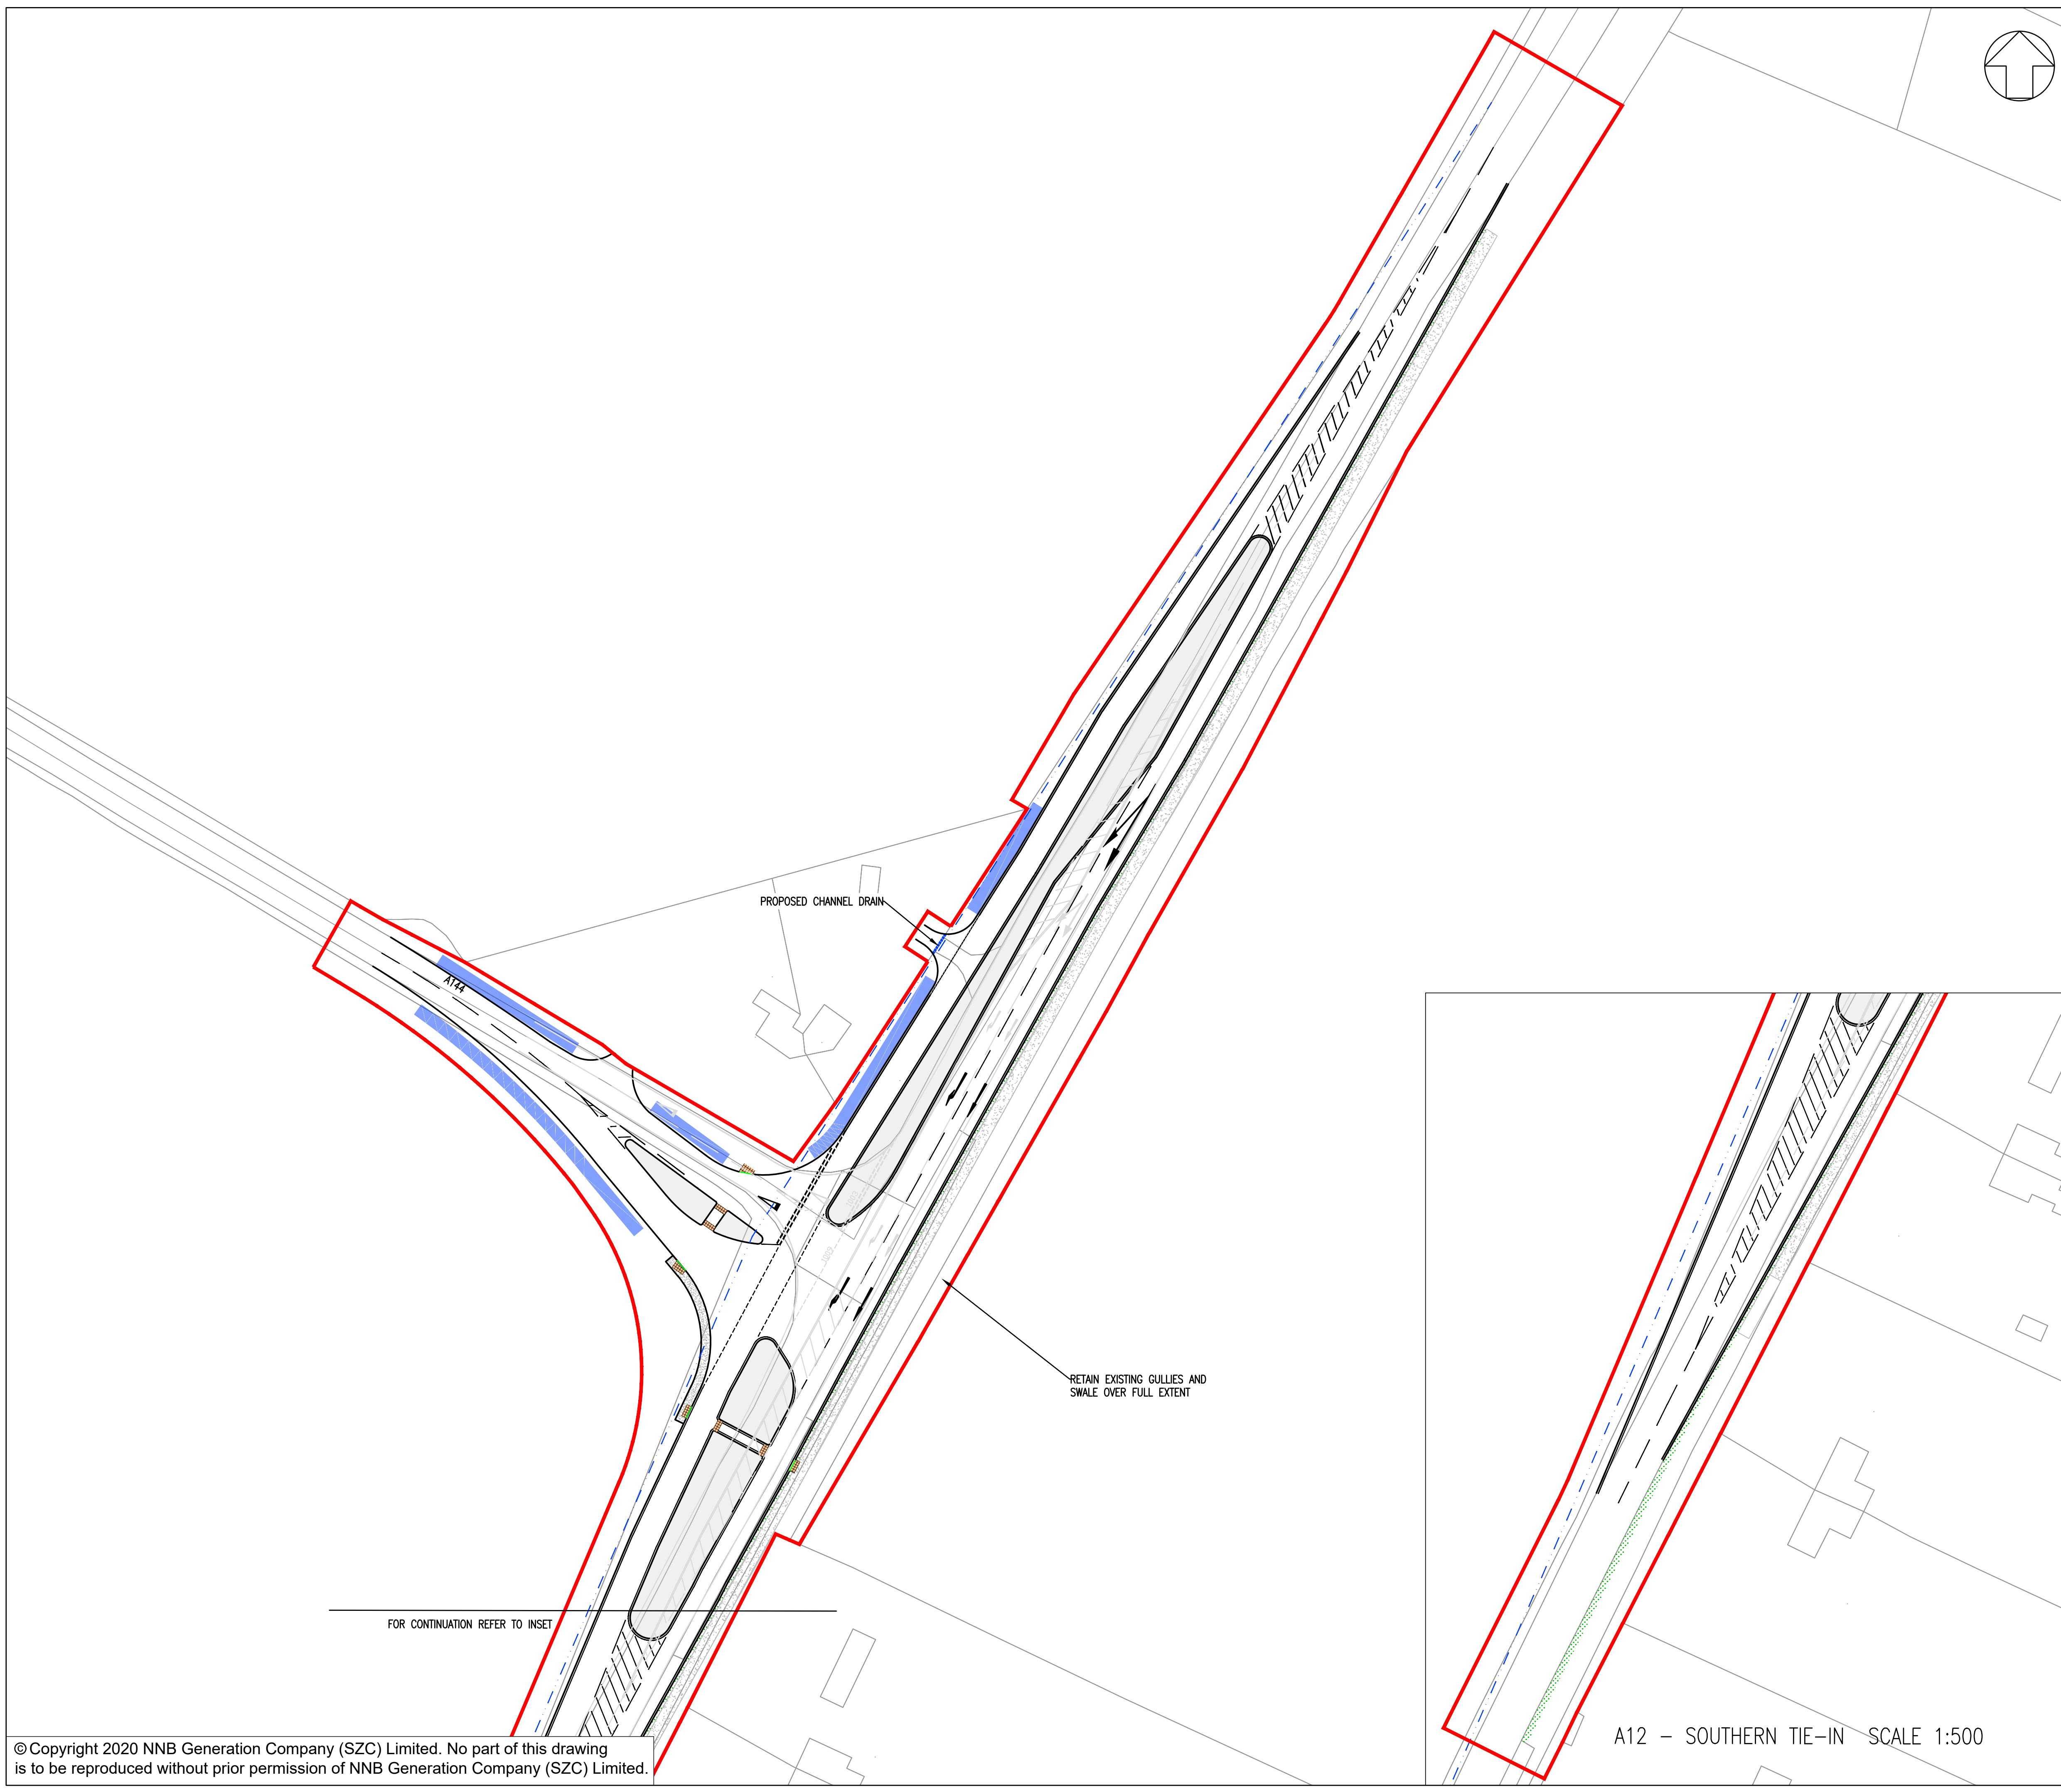 PROPOSED CHANNEL DRAIN
A144
RETAIN EXISTING GULLIES AND
SWALE OVER FULL EXTENT
FOR CONTINUATION REFER TO INSET
A12 - SOUTHERN TIE-IN SCALE 1:500
© Copyright 2020 NNB Generation Company (SZC) Limited. No part of this drawing
is to be reproduced without prior permission of NNB Generation Company (SZC) Limited.